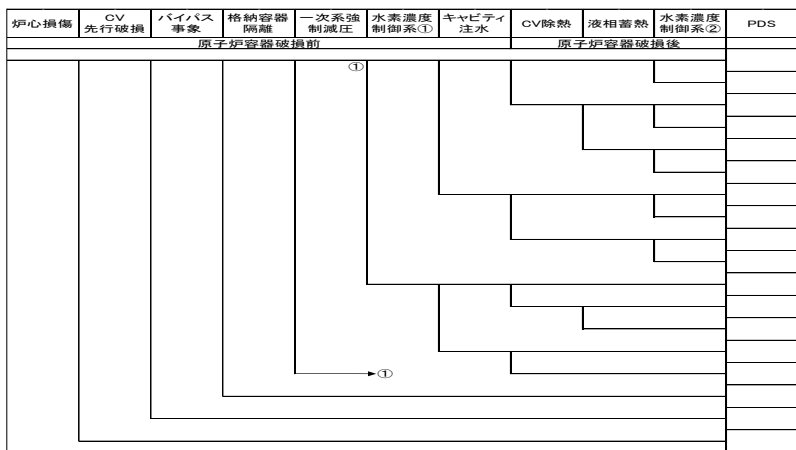 炉心損傷
CV
先行破損
バイパス
事象
格納容器
隔離
一次系強
制減圧
水素濃度
制御系①
キャビティ
注水
CV除熱
液相蓄熱
水素濃度
制御系②
PDS
原子炉容器破損前
原子炉容器破損後
①
①